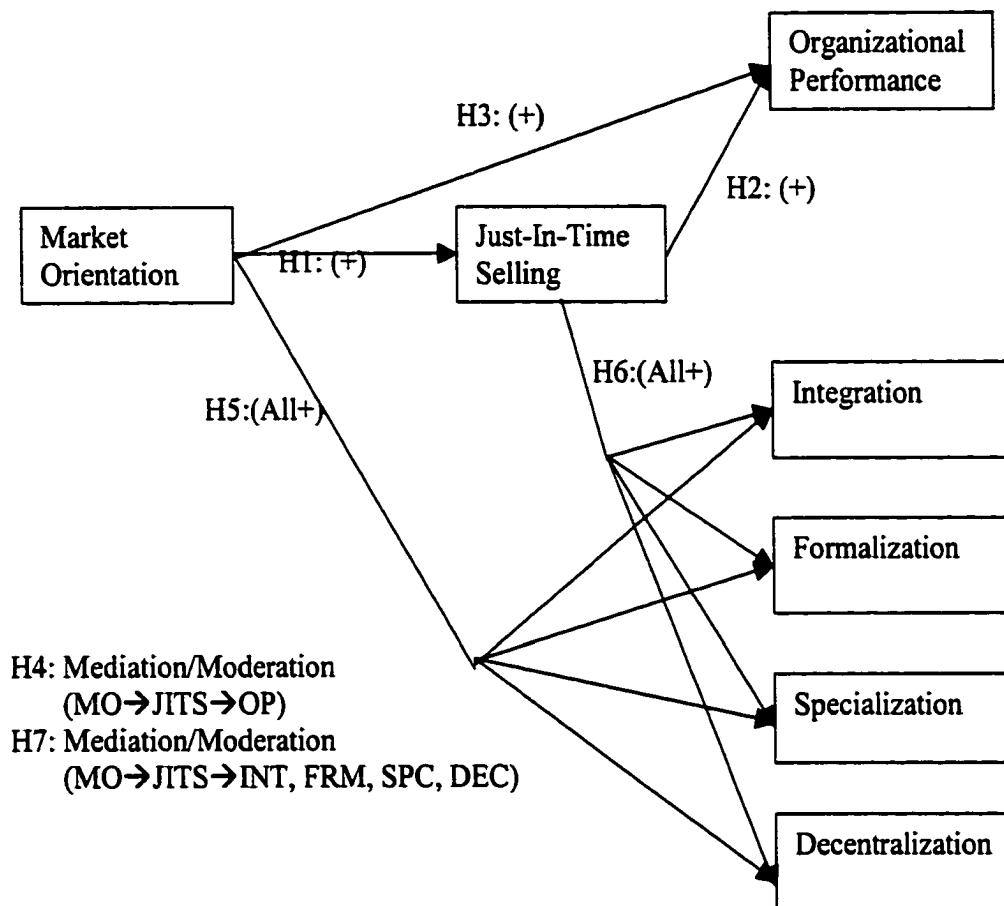 Organizational
Performance
H3: (+)
H2: (+)
Market
Orientation
H1: (+)
Just-In-Time
Selling
H6:(All+)
H5:(All+)
Integration
Formalization
H4: Mediation/Moderation
(MO→JITS→OP)
H7: Mediation/Moderation
(MO→JITS→INT, FRM, SPC, DEC)
Specialization
Decentralization